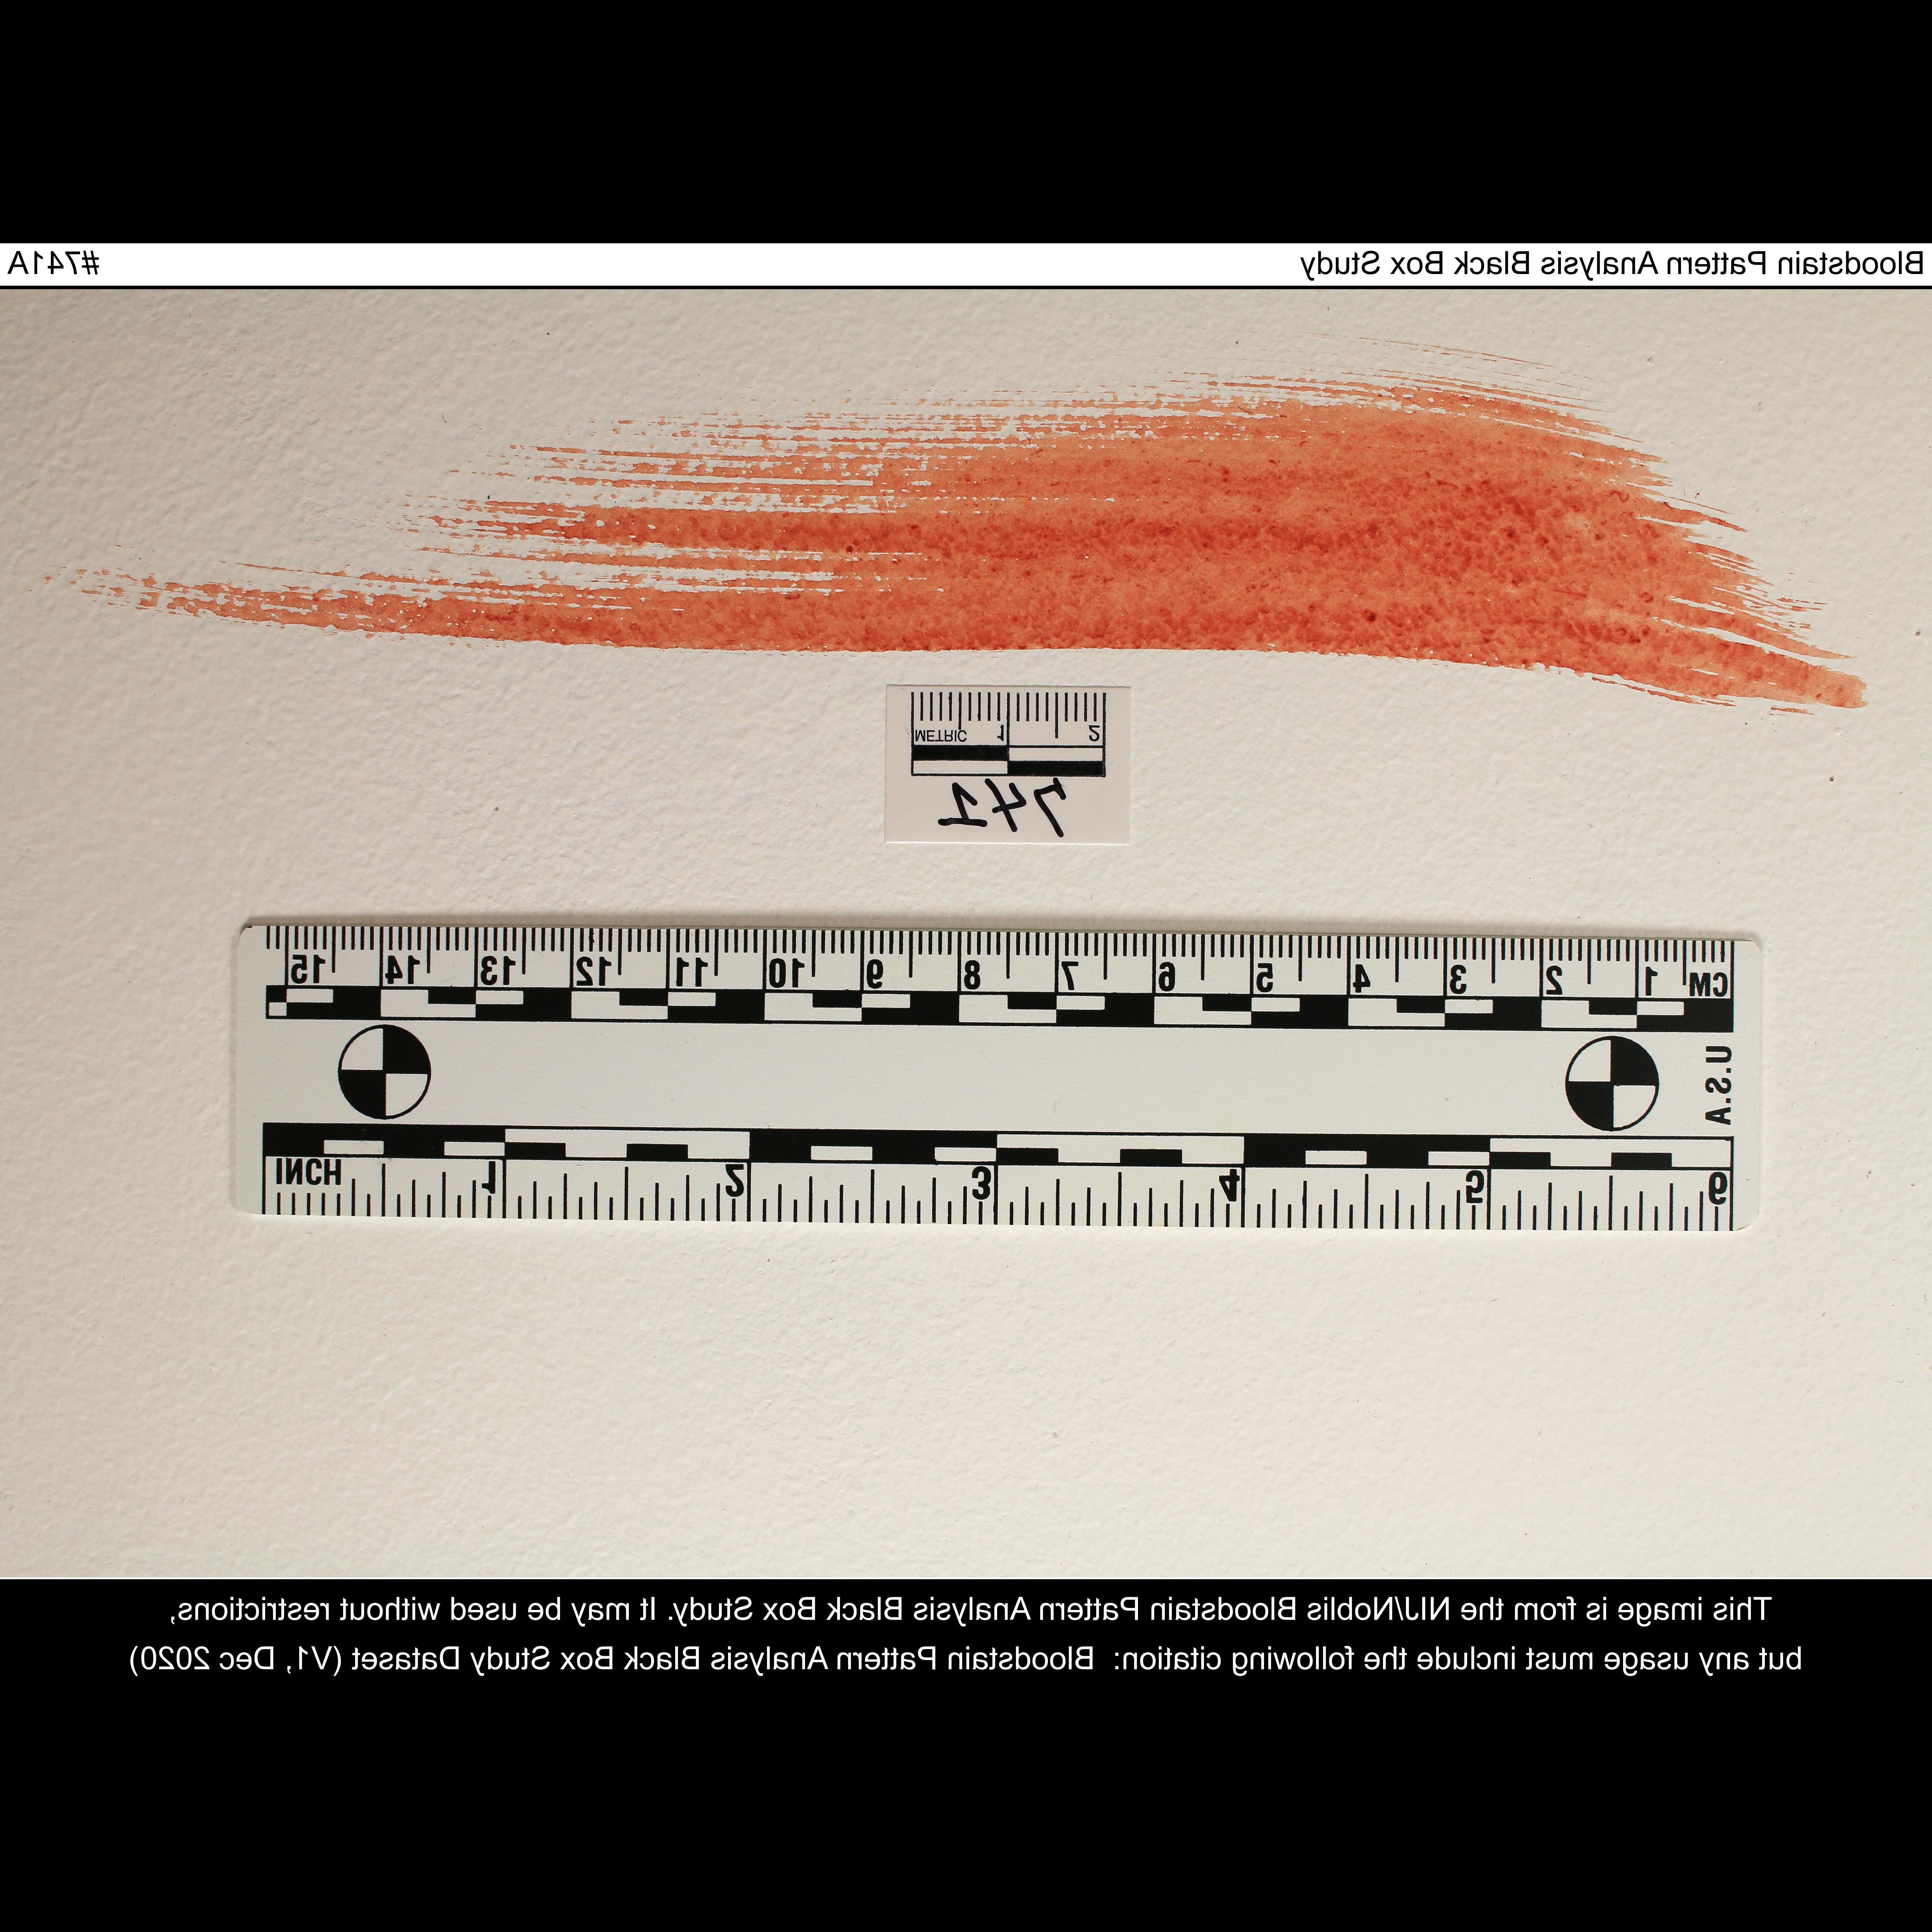 Bloodstain Pattern Analysis Black Box Study #741A
METRIC 1 2
741
CM 1 2 3 4 5 6 7 8 9 10 11 12 13 14 15
U.S.A
INCH 1 2 3 4 5 6
This image is from the NIJ/Noblis Bloodstain Pattern Analysis Black Box Study. It may be used without restrictions,
but any usage must include the following citation: Bloodstain Pattern Analysis Black Box Study Dataset (V1, Dec 2020)